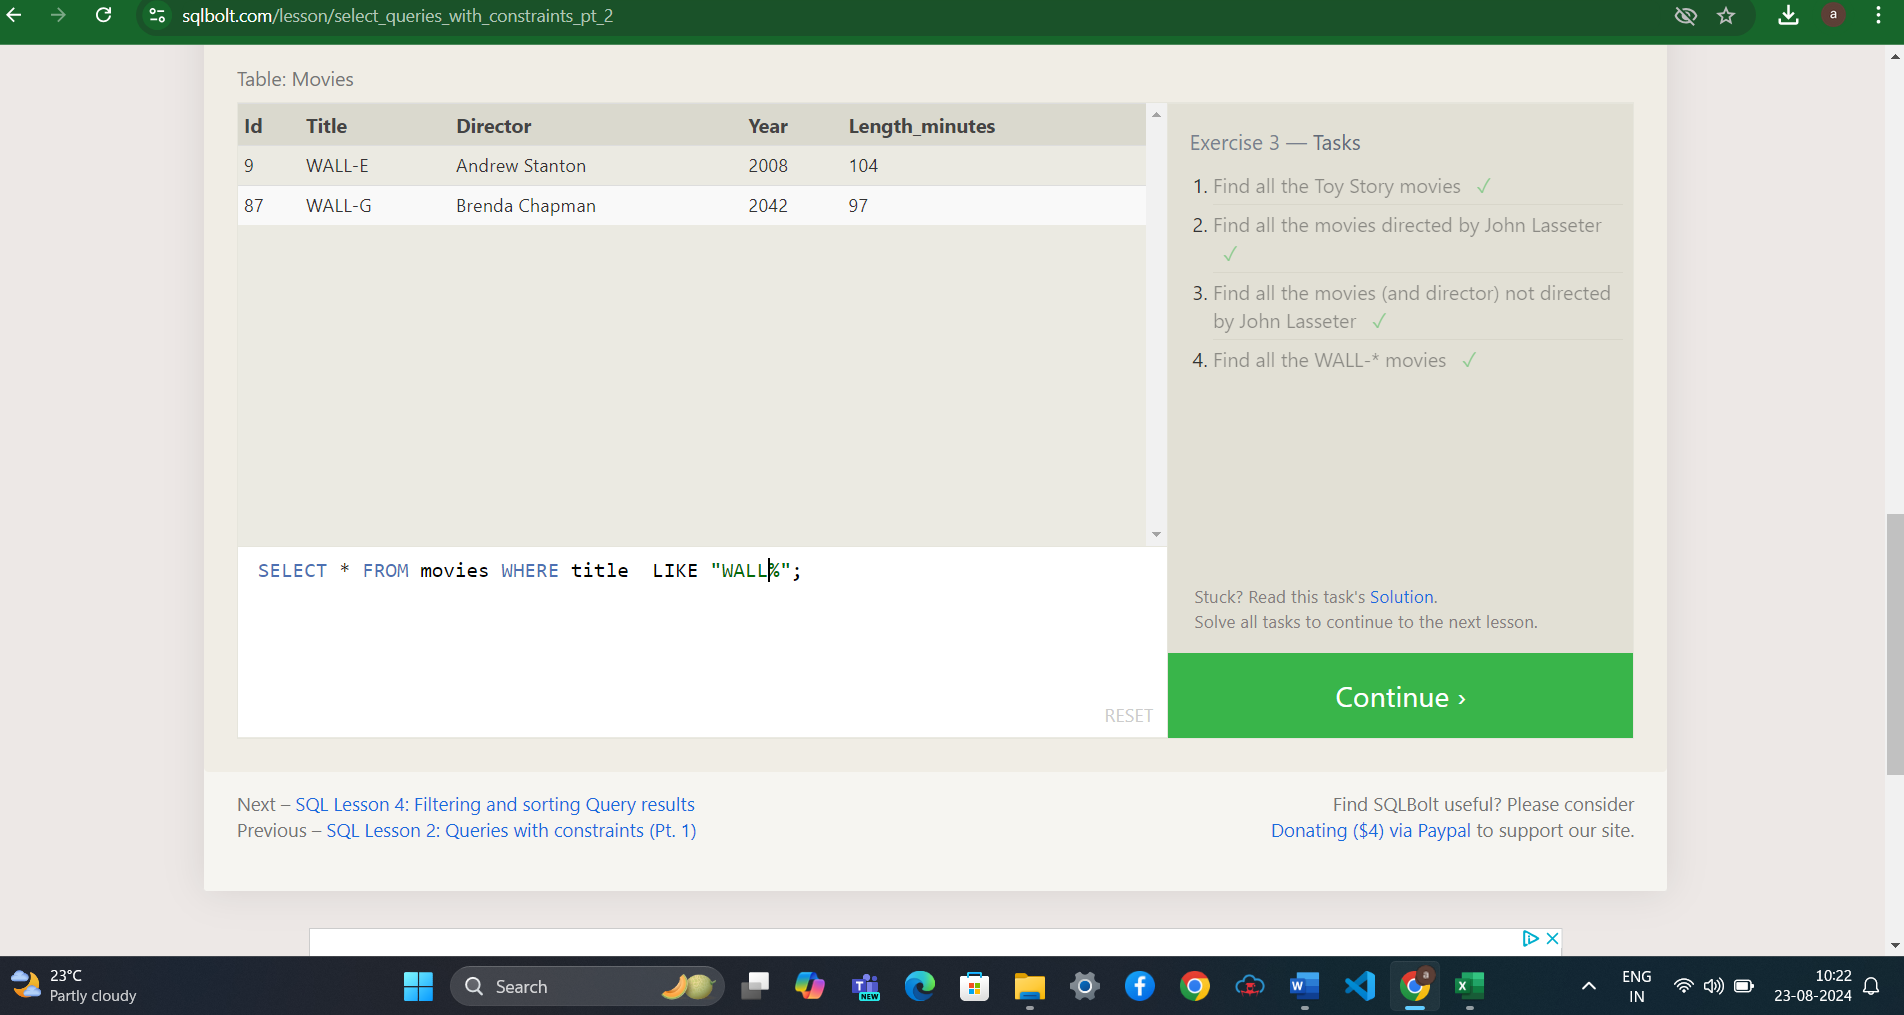 sqlbolt.com/lesson/select_queries_with_constraints_pt_2
a
Table: Movies
Id Title Director Year Length_minutes
9 WALL-E Andrew Stanton 2008 104
87 WALL-G Brenda Chapman 2042 97
Exercise 3 — Tasks
1. Find all the Toy Story movies ✓
2. Find all the movies directed by John Lasseter
✓
3. Find all the movies (and director) not directed
by John Lasseter ✓
4. Find all the WALL-* movies ✓
SELECT * FROM movies WHERE title  LIKE "WALL%";
RESET
Stuck? Read this task's Solution.
Solve all tasks to continue to the next lesson.
Continue ›
Next – SQL Lesson 4: Filtering and sorting Query results
Previous – SQL Lesson 2: Queries with constraints (Pt. 1)
Find SQLBolt useful? Please consider
Donating ($4) via Paypal to support our site.
23°C
Partly cloudy
Search
NEW
a
ENG
IN
10:22
23-08-2024